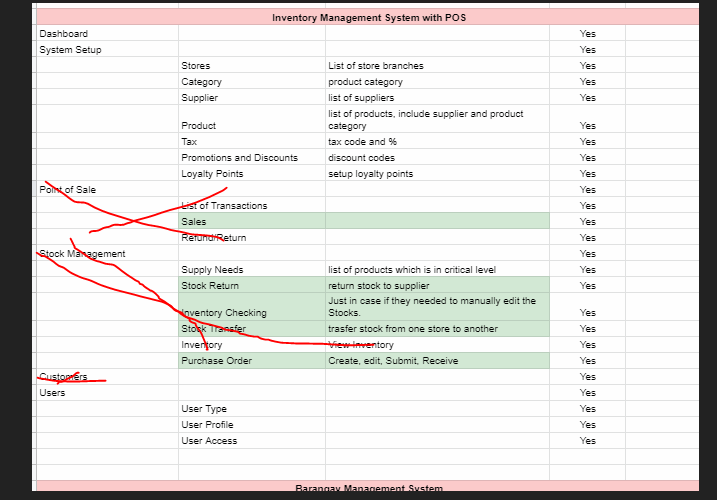 Inventory Management System with POS
Dashboard Yes
System Setup Yes
Stores List of store branches Yes
Category product category Yes
Supplier list of suppliers Yes
list of products, include supplier and product
Product category Yes
Tax tax code and % Yes
Promotions and Discounts discount codes Yes
Loyalty Points setup loyalty points Yes
Point of Sale Yes
List of Transactions Yes
Sales Yes
Refund/Return Yes
Stock Management Yes
Supply Needs list of products which is in critical level Yes
Stock Return return stock to supplier Yes
Just in case if they needed to manually edit the
Inventory Checking Stocks. Yes
Stock Transfer trasfer stock from one store to another Yes
Inventory View Inventory Yes
Purchase Order Create, edit, Submit, Receive Yes
Customers Yes
Users Yes
User Type Yes
User Profile Yes
User Access Yes
Barangay Management System